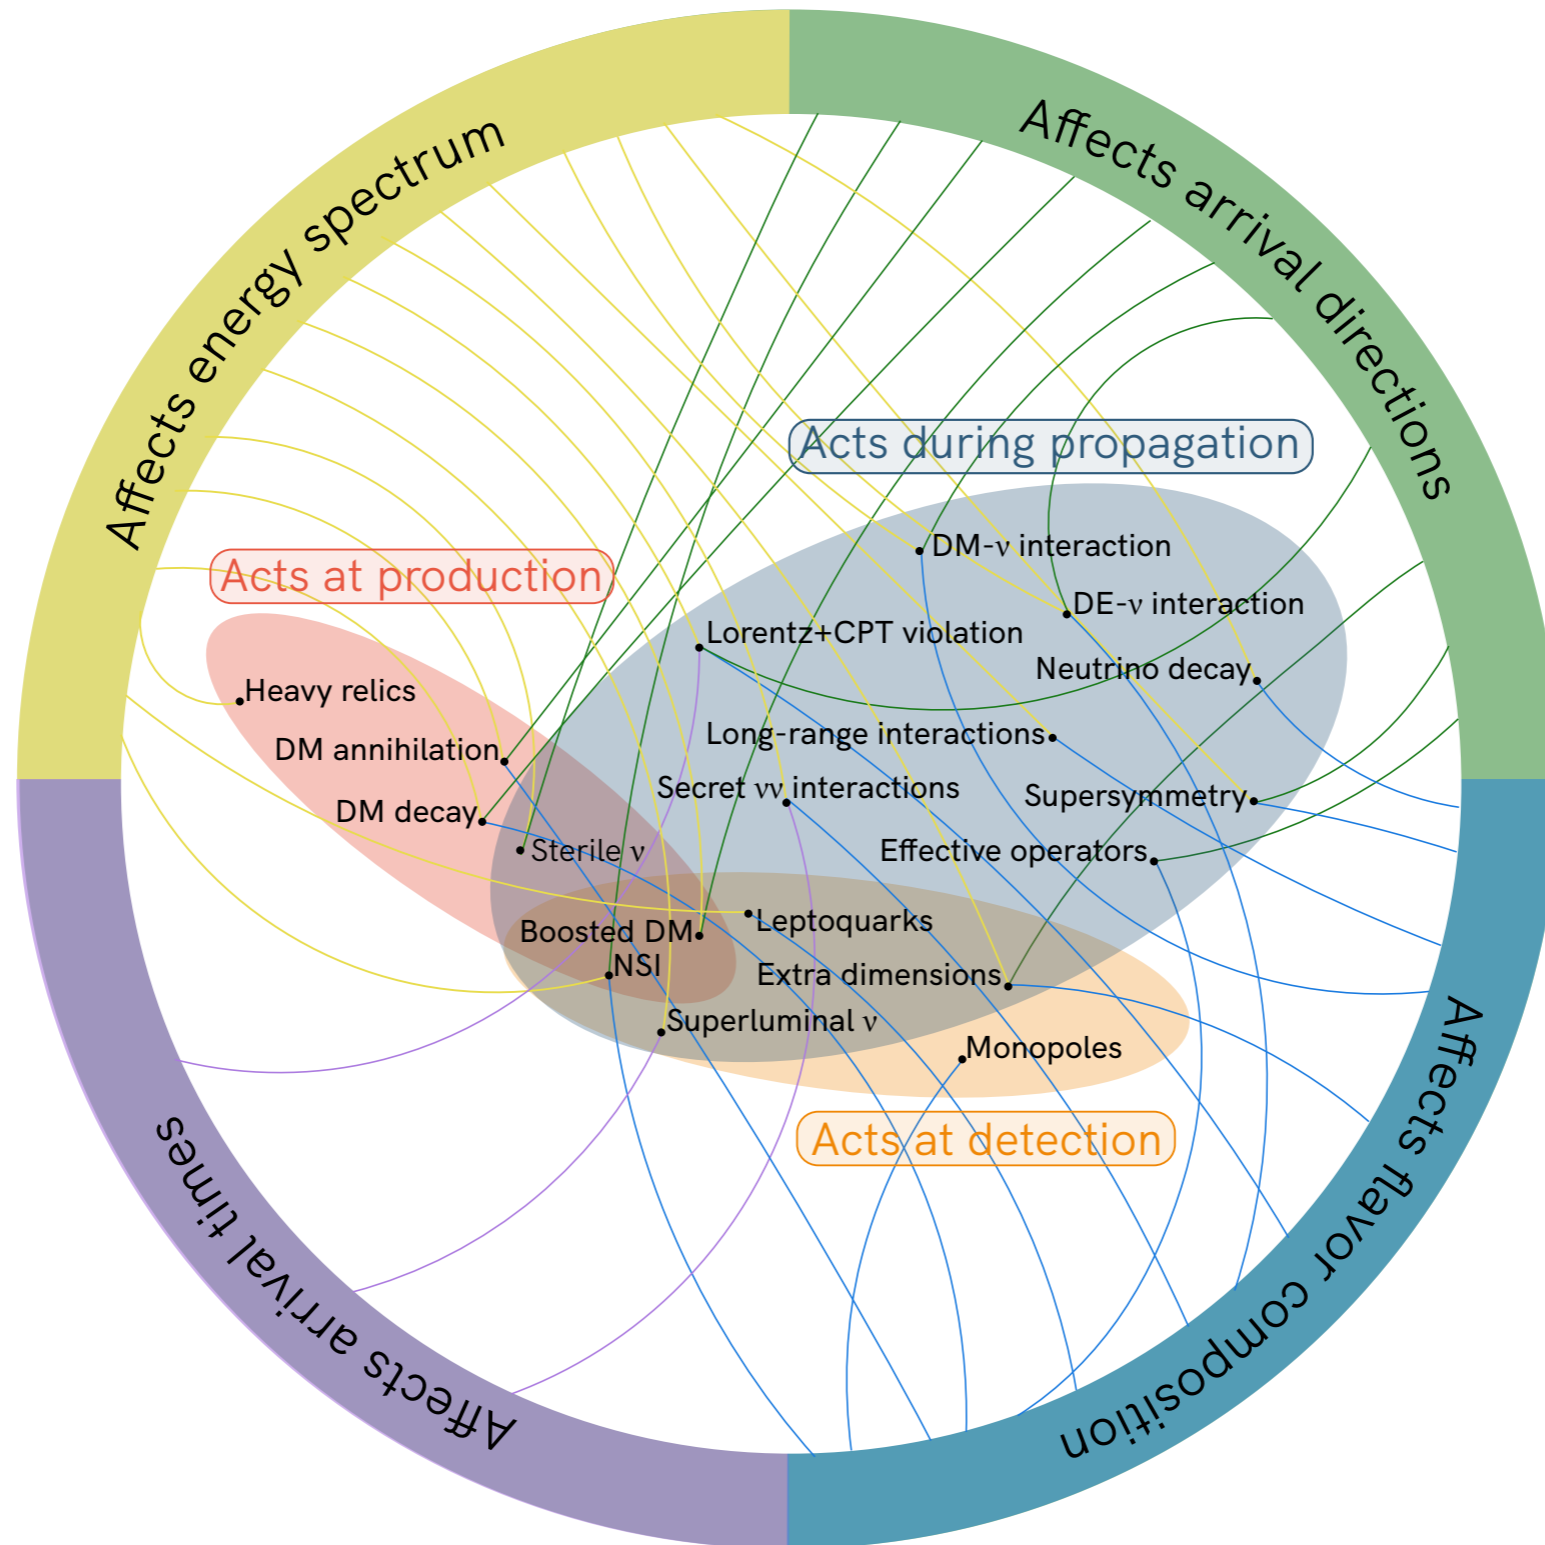 Affects energy spectrum
Affects arrival directions
Acts during propagation
DM-ν interaction
Acts at production
DE-ν interaction
Lorentz+CPT violation
Neutrino decay
Heavy relics
Long-range interactions
DM annihilation
Secret νν interactions
Supersymmetry
DM decay
Sterile ν
Effective operators
Leptoquarks
Boosted DM
NSI
Extra dimensions
Superluminal ν
Monopoles
Acts at detection
Affects arrival times
Affects flavor composition